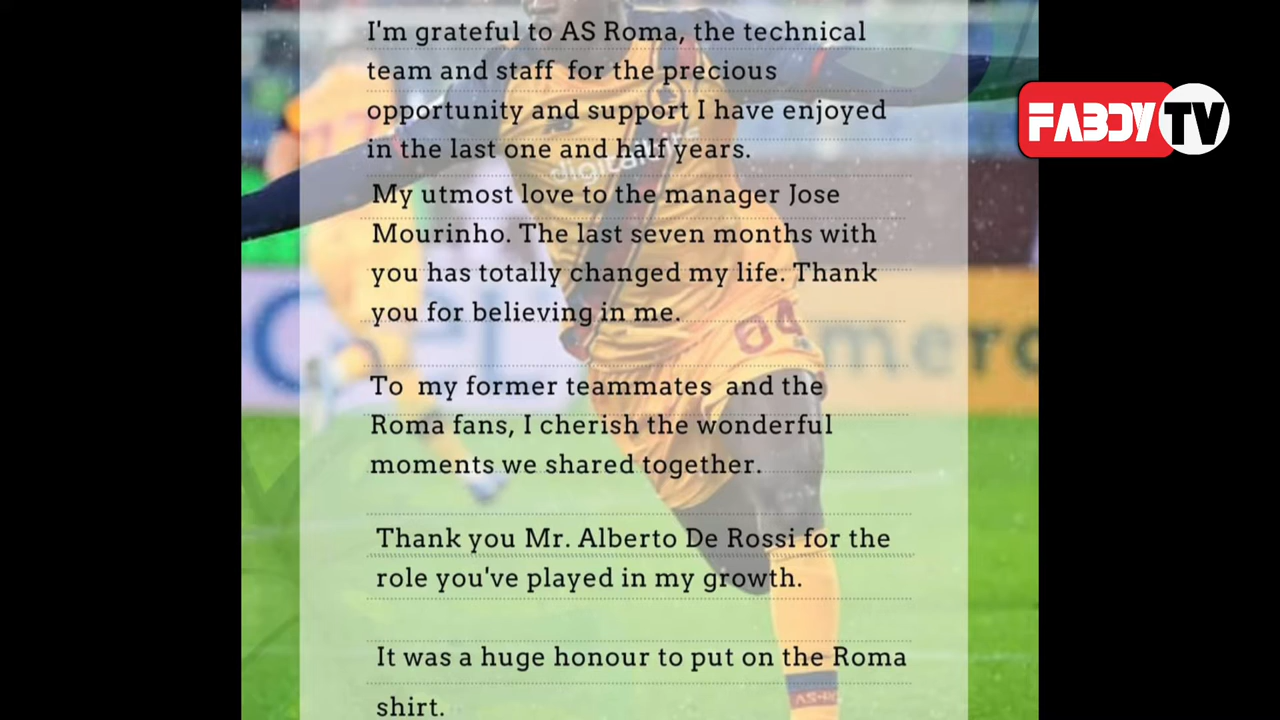 I'm grateful to AS Roma, the technical
team and staff for the precious
opportunity and support I have enjoyed
in the last one and half years.
My utmost love to the manager Jose
Mourinho. The last seven months with
you has totally changed my life. Thank
you for believing in me.
To my former teammates and the
Roma fans, I cherish the wonderful
moments we shared together.
Thank you Mr. Alberto De Rossi for the
role you've played in my growth.
It was a huge honour to put on the Roma
shirt.
FABDY TV